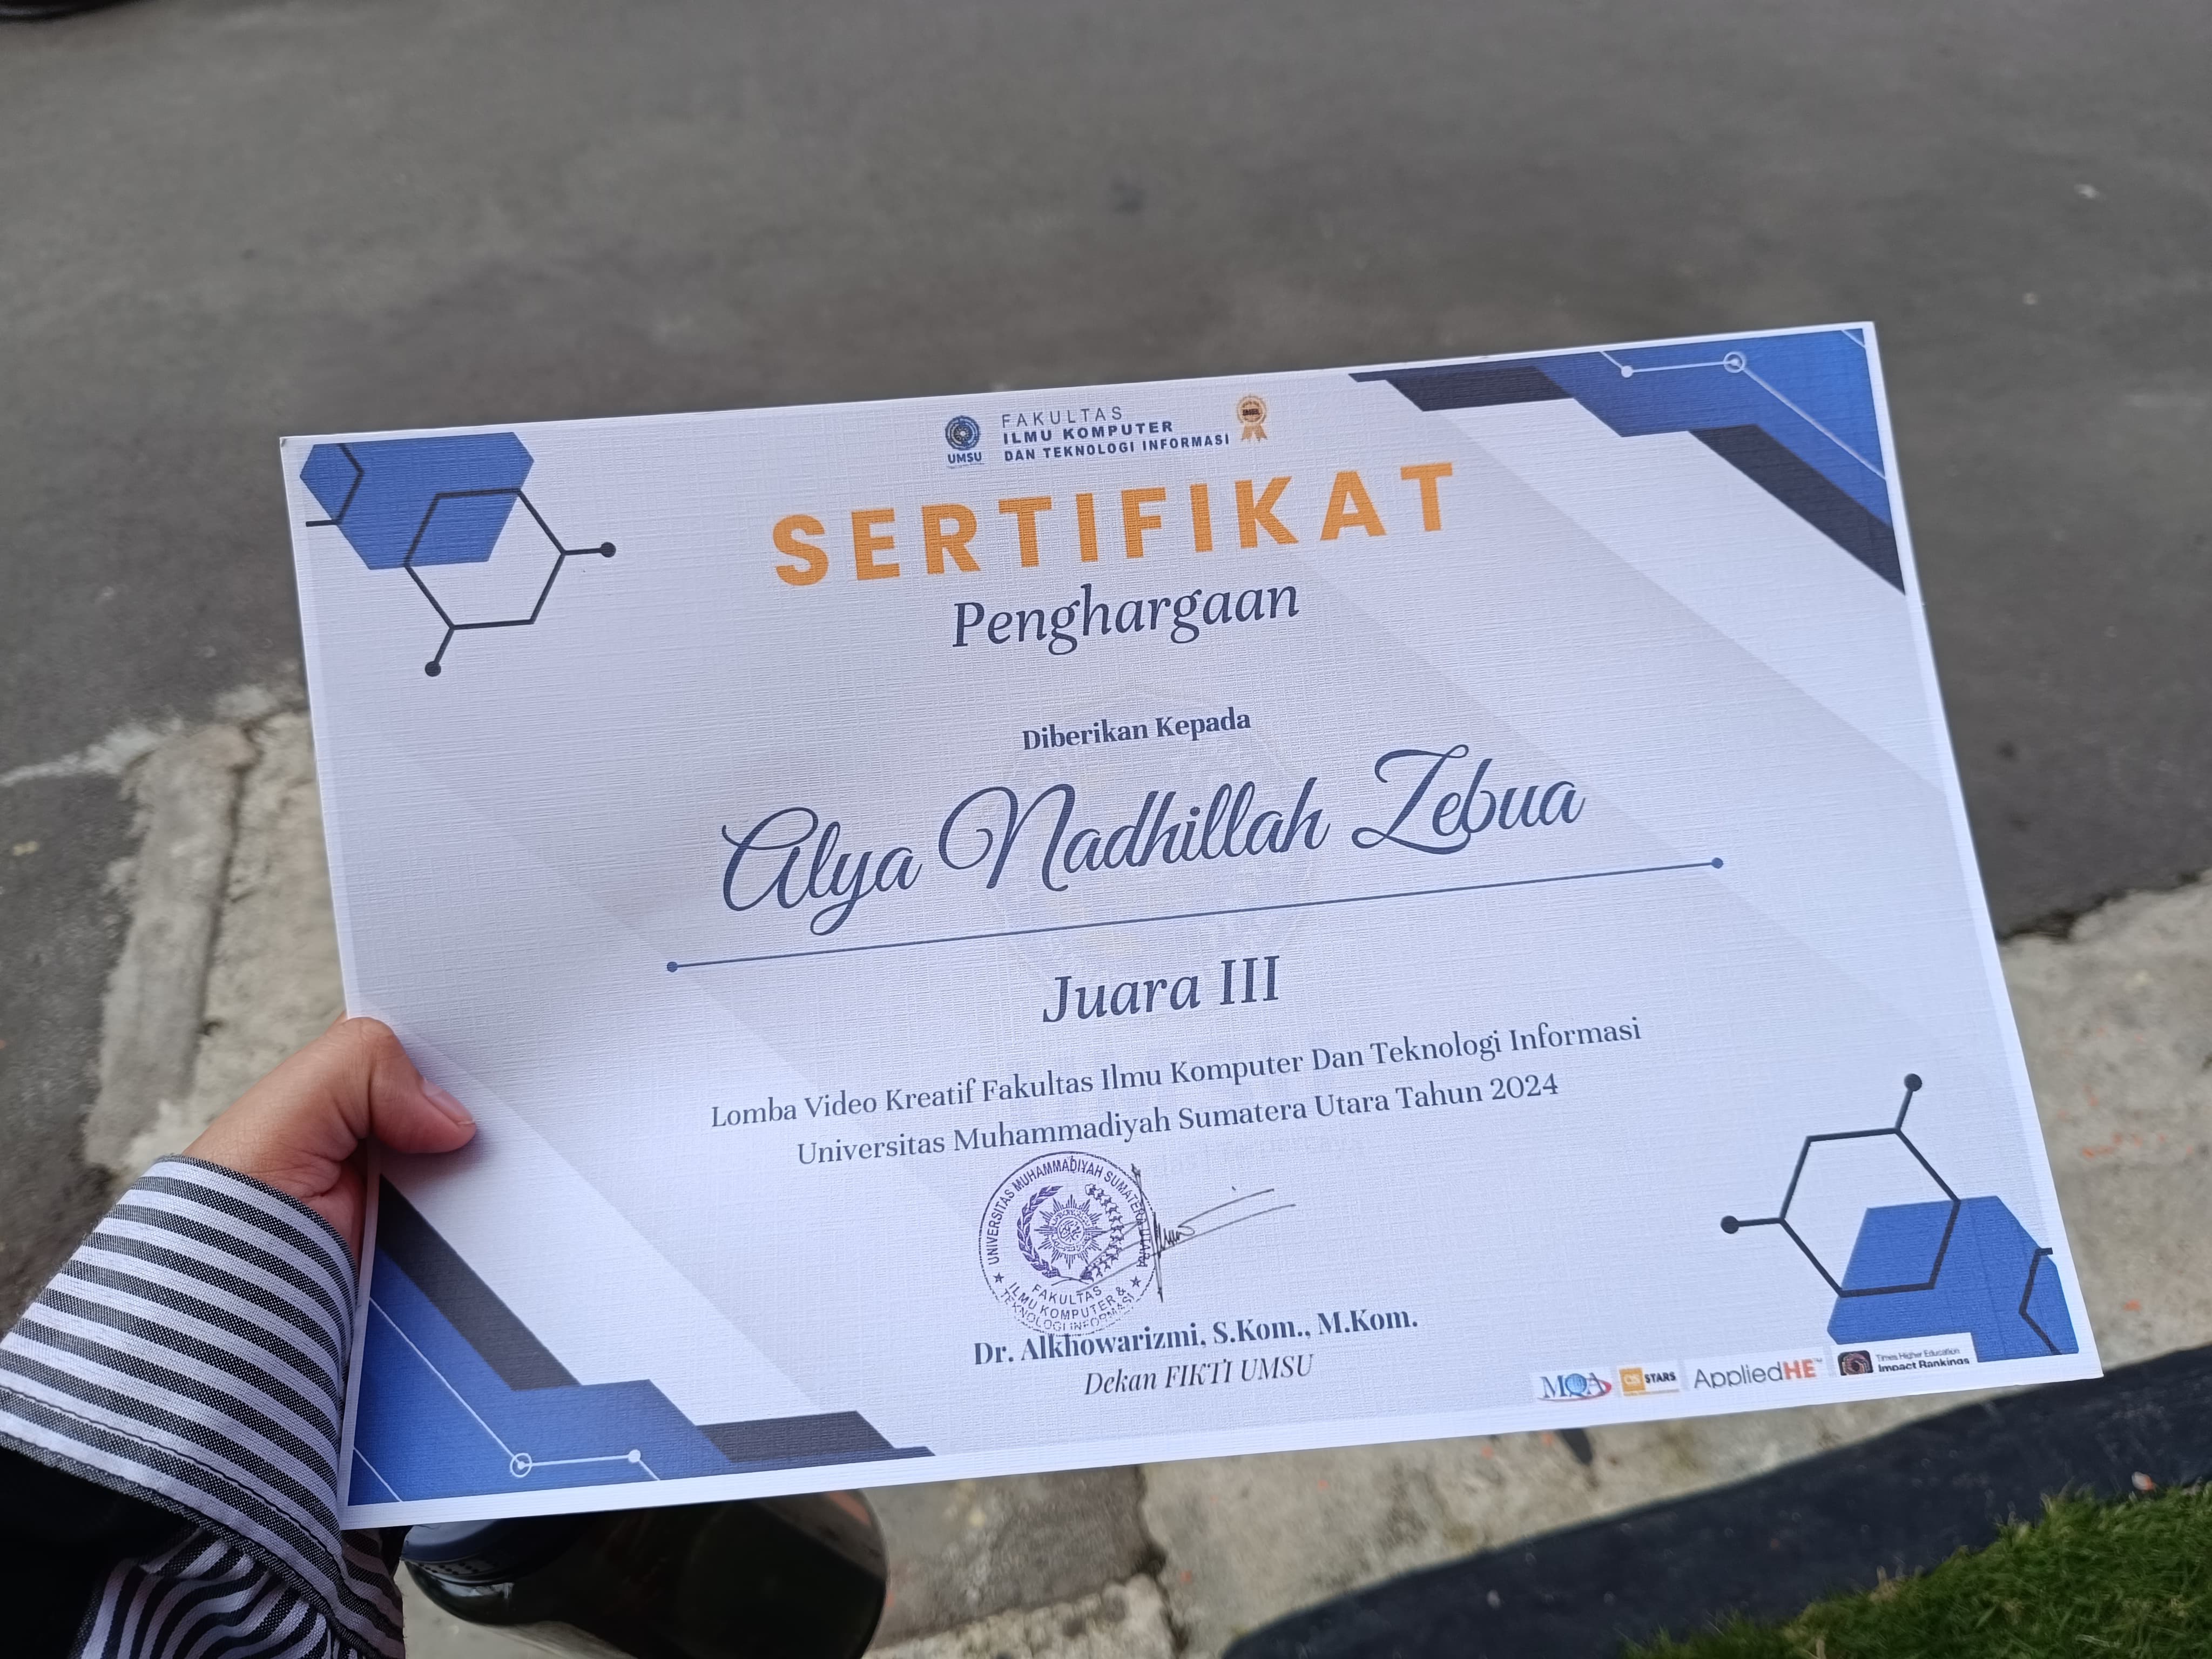 UMSU
FAKULTAS
ILMU KOMPUTER
DAN TEKNOLOGI INFORMASI
SERTIFIKAT
Penghargaan
Diberikan Kepada
Alya Nadhillah Zebua
Juara III
Lomba Video Kreatif Fakultas Ilmu Komputer Dan Teknologi Informasi
Universitas Muhammadiyah Sumatera Utara Tahun 2024
UNIVERSITAS MUHAMMADIYAH SUMATERA UTARA
FAKULTAS
ILMU KOMPUTER &
TEKNOLOGI INFORMASI
Dr. Alkhowarizmi, S.Kom., M.Kom.
Dekan FIKTI UMSU
MQA
STARS
AppliedHE™
Times Higher Education
Impact Rankings